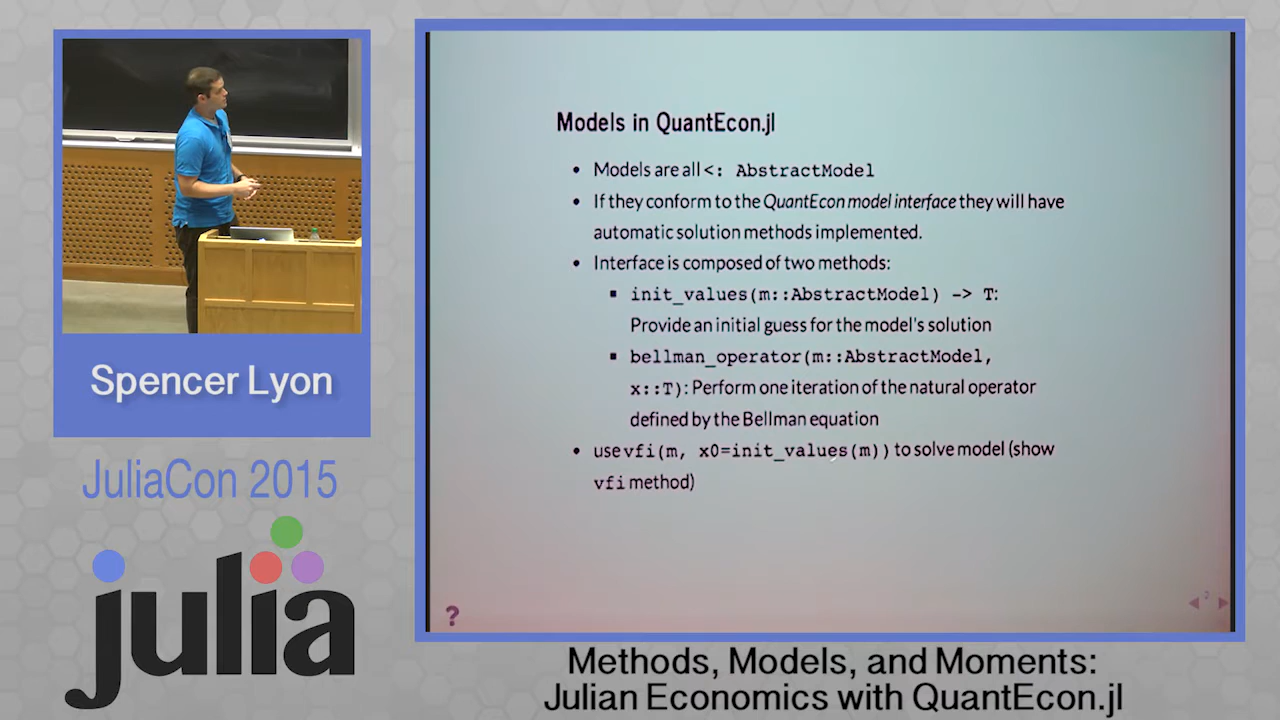 Spencer Lyon
JuliaCon 2015
julia
Models in QuantEcon.jl
• Models are all <: AbstractModel
• If they conform to the QuantEcon model interface they will have
automatic solution methods implemented.
• Interface is composed of two methods:
▪ init_values(m::AbstractModel) -> T:
Provide an initial guess for the model's solution
▪ bellman_operator(m::AbstractModel,
x::T): Perform one iteration of the natural operator
defined by the Bellman equation
• use vfi(m, x0=init_values(m)) to solve model (show
vfi method)
?
2
Methods, Models, and Moments:
Julian Economics with QuantEcon.jl